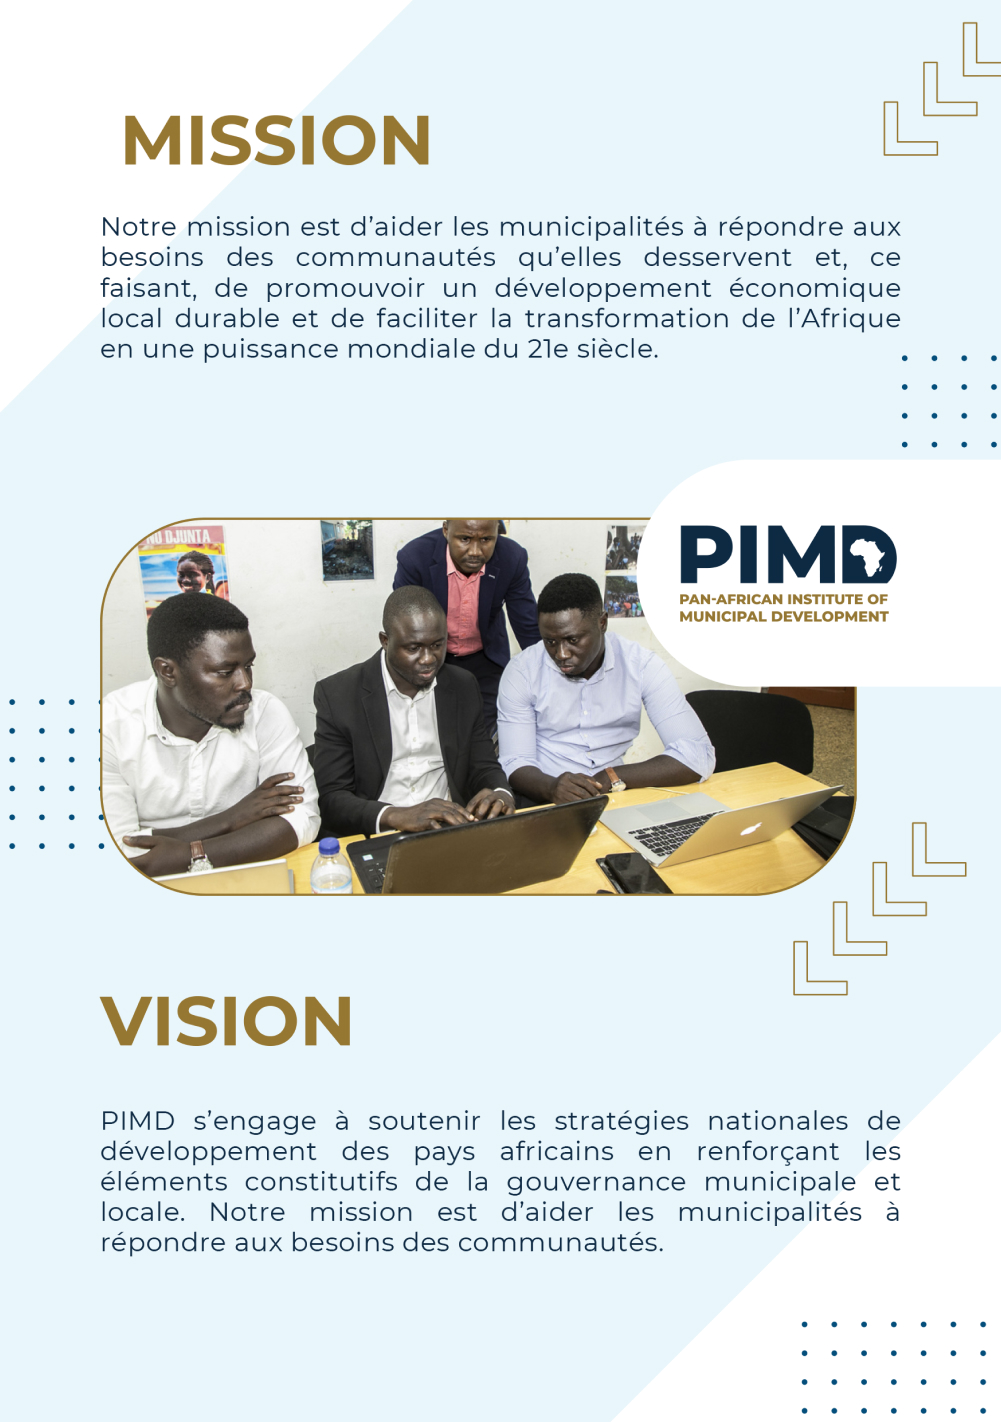 MISSION
Notre mission est d’aider les municipalités à répondre aux
besoins des communautés qu’elles desservent et, ce
faisant, de promouvoir un développement économique
local durable et de faciliter la transformation de l’Afrique
en une puissance mondiale du 21e siècle.
NU DJUNTA
PIMD
PAN-AFRICAN INSTITUTE OF
MUNICIPAL DEVELOPMENT
VISION
PIMD s’engage à soutenir les stratégies nationales de
développement des pays africains en renforçant les
éléments constitutifs de la gouvernance municipale et
locale. Notre mission est d’aider les municipalités à
répondre aux besoins des communautés.